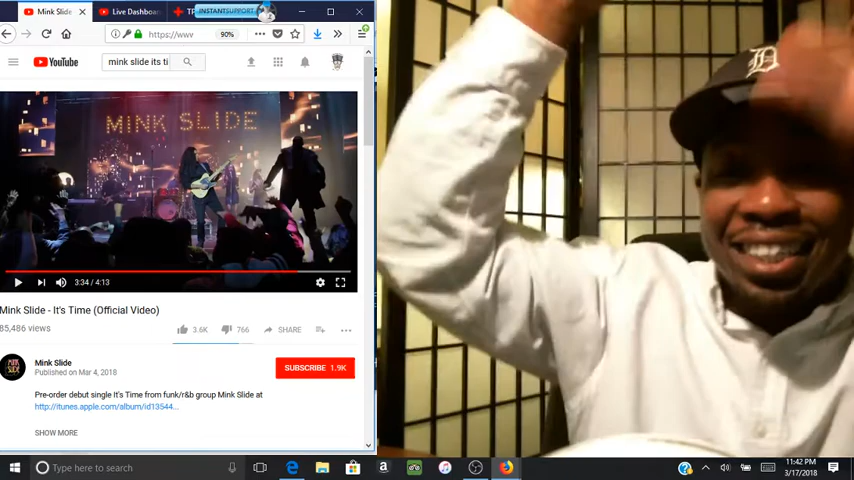 Mink Slide
Live Dashboar
TP
INSTANTSUPPORT
https://www
90%
YouTube
mink slide its ti
MINK SLIDE
D
3:34 / 4:13
Mink Slide - It's Time (Official Video)
85,486 views
3.6K
766
SHARE
Mink Slide
Published on Mar 4, 2018
SUBSCRIBE 1.9K
Pre-order debut single It's Time from funk/r&b group Mink Slide at
http://itunes.apple.com/album/id13544...
SHOW MORE
Type here to search
11:42 PM
3/17/2018